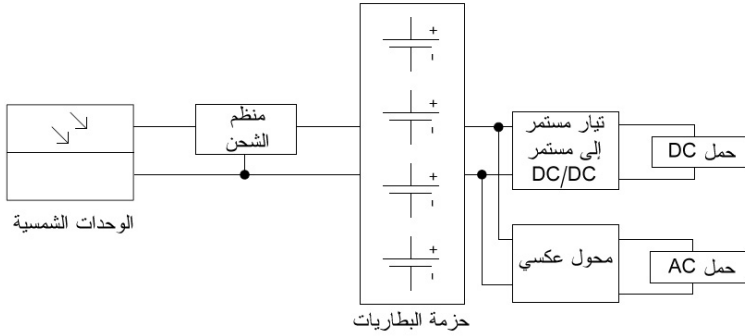 منظم
الشحن
الوحدات الشمسية
+
-
+
-
+
-
+
-
حزمة البطاريات
تيار مستمر
إلى مستمر
DC/DC
حمل DC
محول عكسي
حمل AC